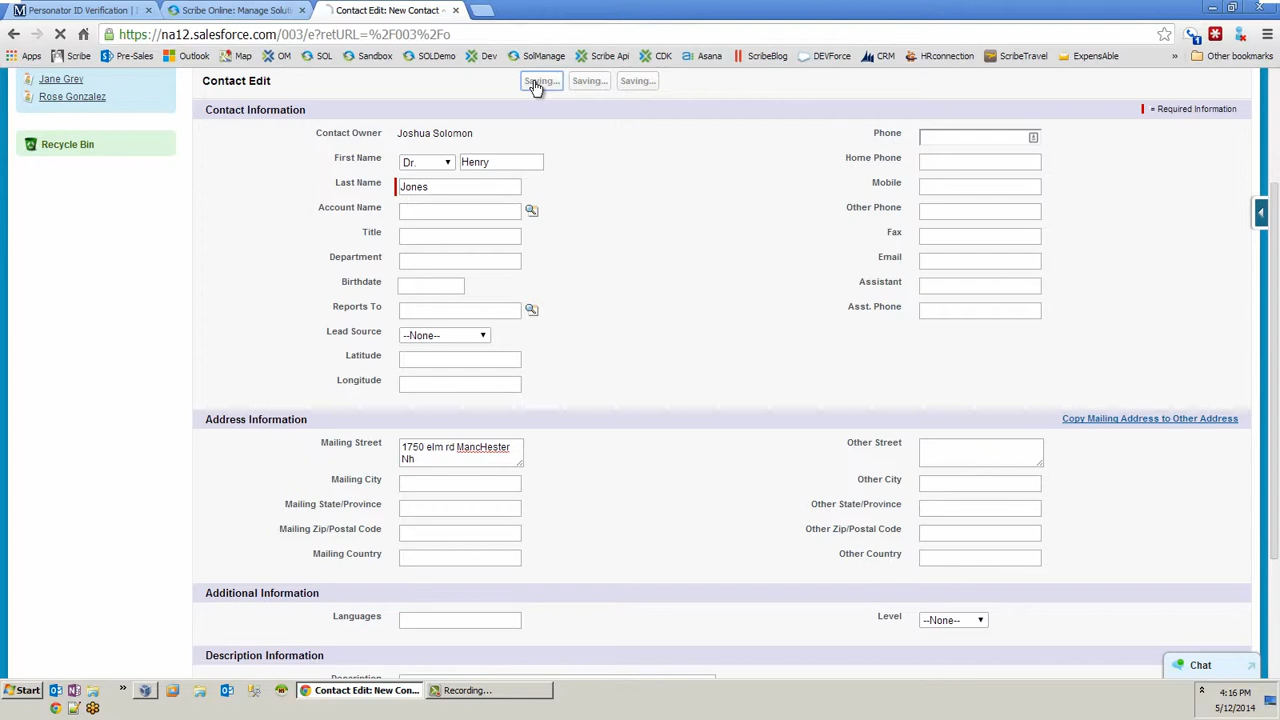 Personator ID Verification |
Scribe Online: Manage Soluti
Contact Edit: New Contact ~
https://na12.salesforce.com/003/e?retURL=%2F003%2Fo
Apps Scribe Pre-Sales Outlook Map OM SOL Sandbox SOLDemo Dev SolManage Scribe Api CDK Asana ScribeBlog DEVForce CRM HRconnection ScribeTravel ExpensAble Other bookmarks
Jane Grey
Rose Gonzalez
Recycle Bin
Contact Edit Saving... Saving... Saving...
Contact Information = Required Information
Contact Owner Joshua Solomon Phone
First Name Dr. Henry Home Phone
Last Name Jones Mobile
Account Name Other Phone
Title Fax
Department Email
Birthdate Assistant
Reports To Asst. Phone
Lead Source --None--
Latitude
Longitude
Address Information Copy Mailing Address to Other Address
Mailing Street 1750 elm rd MancHester Other Street
Nh
Mailing City Other City
Mailing State/Province Other State/Province
Mailing Zip/Postal Code Other Zip/Postal Code
Mailing Country Other Country
Additional Information
Languages Level --None--
Description Information
Description
Chat
Start Contact Edit: New Con... Recording... 4:16 PM
5/12/2014